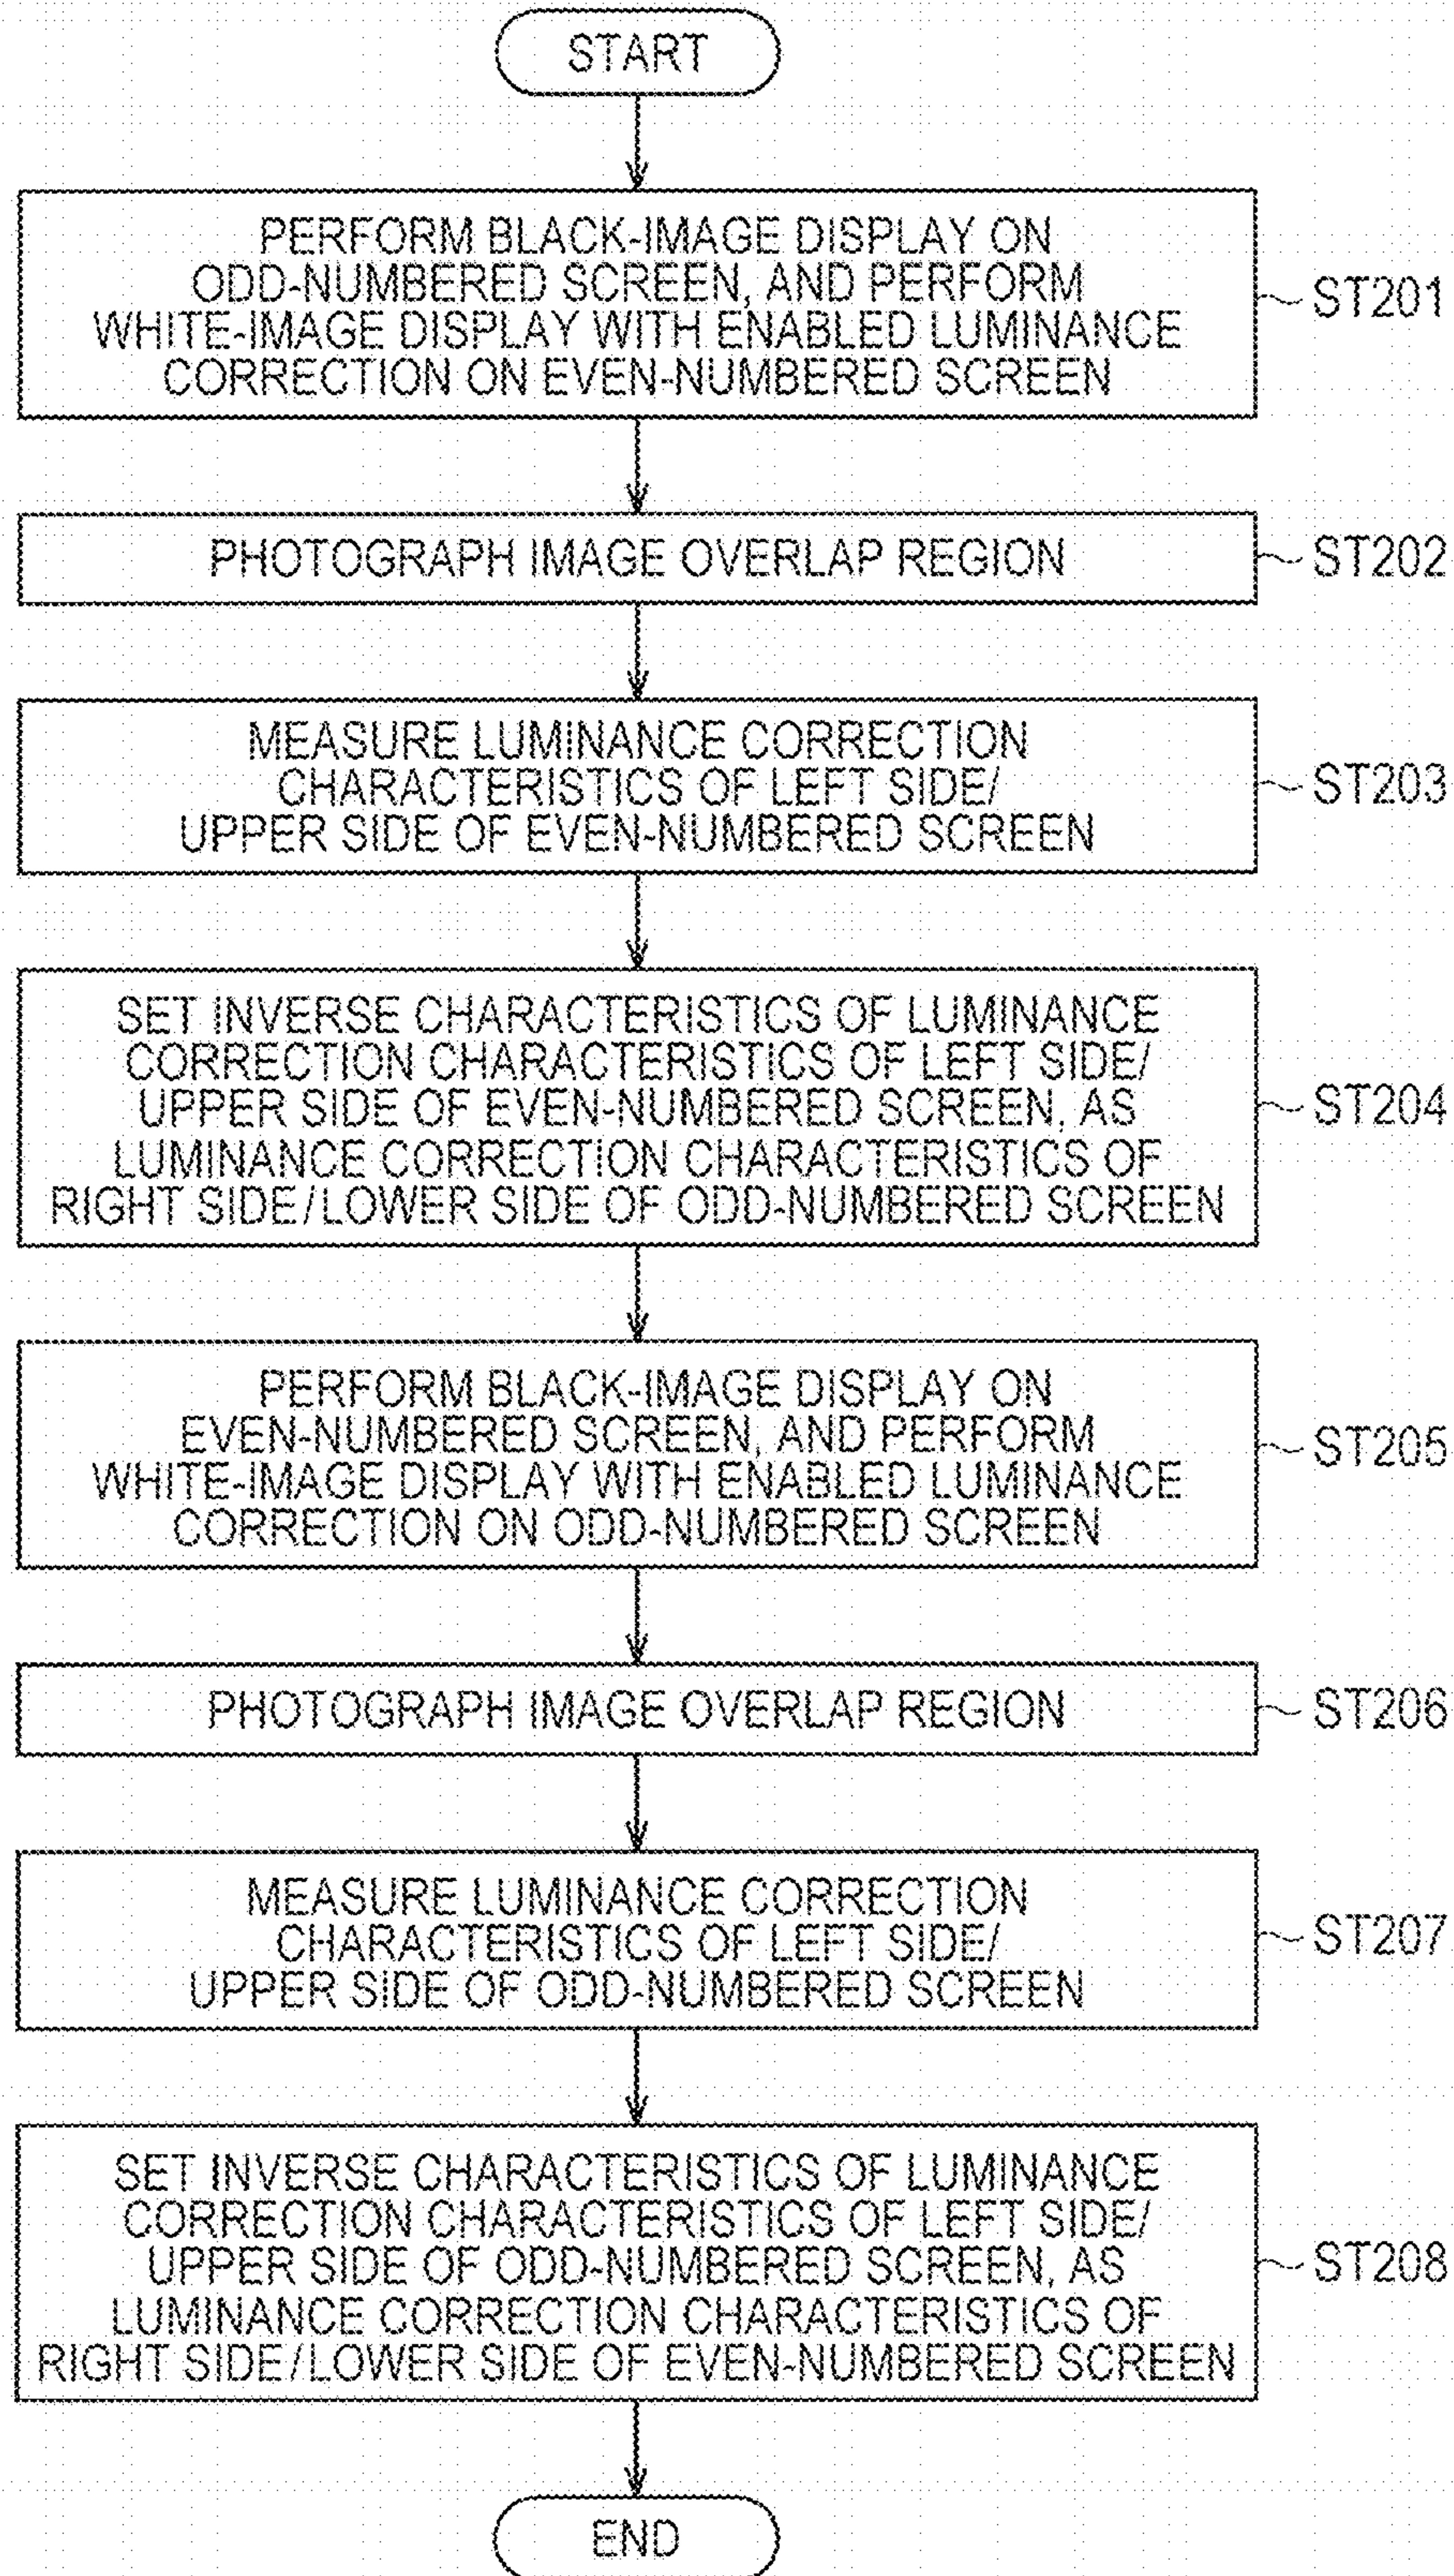 START
PERFORM BLACK-IMAGE DISPLAY ON
ODD-NUMBERED SCREEN, AND PERFORM
WHITE-IMAGE DISPLAY WITH ENABLED LUMINANCE
CORRECTION ON EVEN-NUMBERED SCREEN
ST201
PHOTOGRAPH IMAGE OVERLAP REGION
ST202
MEASURE LUMINANCE CORRECTION
CHARACTERISTICS OF LEFT SIDE/
UPPER SIDE OF EVEN-NUMBERED SCREEN
ST203
SET INVERSE CHARACTERISTICS OF LUMINANCE
CORRECTION CHARACTERISTICS OF LEFT SIDE/
UPPER SIDE OF EVEN-NUMBERED SCREEN, AS
LUMINANCE CORRECTION CHARACTERISTICS OF
RIGHT SIDE/LOWER SIDE OF ODD-NUMBERED SCREEN
ST204
PERFORM BLACK-IMAGE DISPLAY ON
EVEN-NUMBERED SCREEN, AND PERFORM
WHITE-IMAGE DISPLAY WITH ENABLED LUMINANCE
CORRECTION ON ODD-NUMBERED SCREEN
ST205
PHOTOGRAPH IMAGE OVERLAP REGION
ST206
MEASURE LUMINANCE CORRECTION
CHARACTERISTICS OF LEFT SIDE/
UPPER SIDE OF ODD-NUMBERED SCREEN
ST207
SET INVERSE CHARACTERISTICS OF LUMINANCE
CORRECTION CHARACTERISTICS OF LEFT SIDE/
UPPER SIDE OF ODD-NUMBERED SCREEN, AS
LUMINANCE CORRECTION CHARACTERISTICS OF
RIGHT SIDE/LOWER SIDE OF EVEN-NUMBERED SCREEN
ST208
END